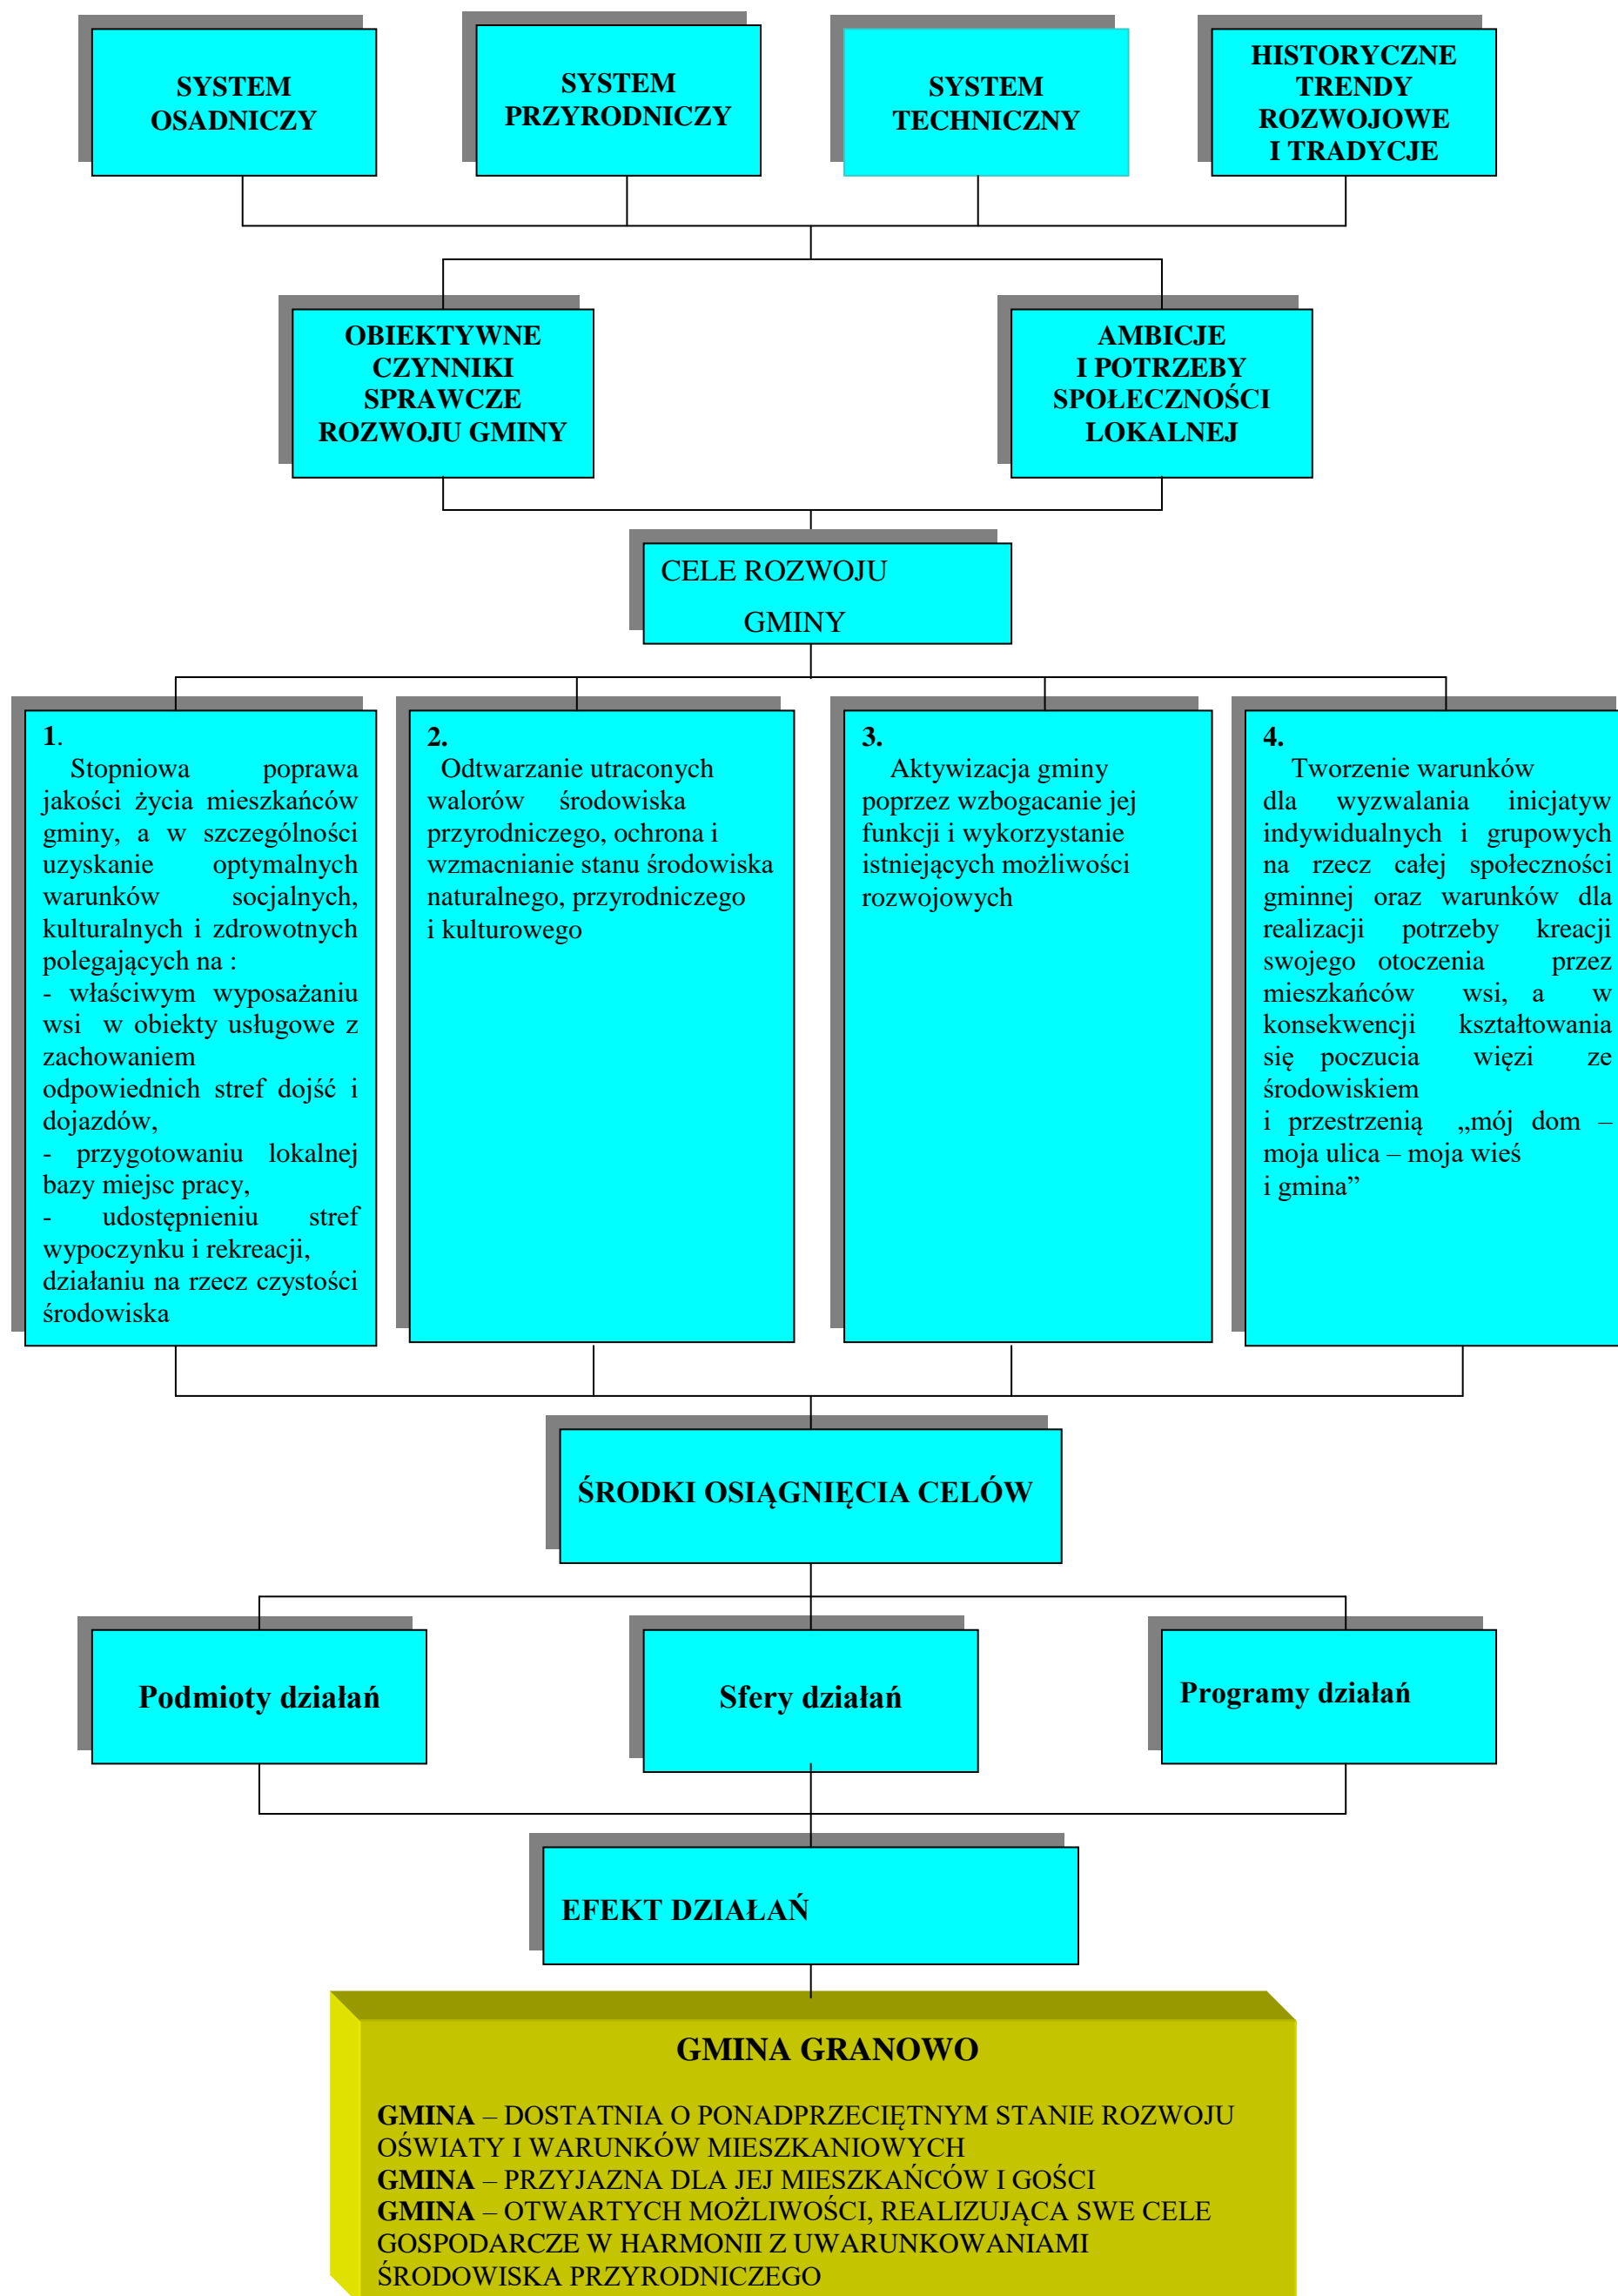 SYSTEM
OSADNICZY
SYSTEM
PRZYRODNICZY
SYSTEM
TECHNICZNY
HISTORYCZNE
TRENDY
ROZWOJOWE
I TRADYCJE
OBIEKTYWNE
CZYNNIKI
SPRAWCZE
ROZWOJU GMINY
AMBICJE
I POTRZEBY
SPOŁECZNOŚCI
LOKALNEJ
CELE ROZWOJU
GMINY
1.
Stopniowa poprawa
jakości życia mieszkańców
gminy, a w szczególności
uzyskanie optymalnych
warunków socjalnych,
kulturalnych i zdrowotnych
polegających na :
- właściwym wyposażaniu
wsi w obiekty usługowe z
zachowaniem
odpowiednich stref dojść i
dojazdów,
- przygotowaniu lokalnej
bazy miejsc pracy,
- udostępnieniu stref
wypoczynku i rekreacji,
działaniu na rzecz czystości
środowiska
2.
Odtwarzanie utraconych
walorów środowiska
przyrodniczego, ochrona i
wzmacnianie stanu środowiska
naturalnego, przyrodniczego
i kulturowego
3.
Aktywizacja gminy
poprzez wzbogacanie jej
funkcji i wykorzystanie
istniejących możliwości
rozwojowych
4.
Tworzenie warunków
dla wyzwalania inicjatyw
indywidualnych i grupowych
na rzecz całej społeczności
gminnej oraz warunków dla
realizacji potrzeby kreacji
swojego otoczenia przez
mieszkańców wsi, a w
konsekwencji kształtowania
się poczucia więzi ze
środowiskiem
i przestrzenią „mój dom –
moja ulica – moja wieś
i gmina”
ŚRODKI OSIĄGNIĘCIA CELÓW
Podmioty działań
Sfery działań
Programy działań
EFEKT DZIAŁAŃ
GMINA GRANOWO
GMINA – DOSTATNIA O PONADPRZECIĘTNYM STANIE ROZWOJU
OŚWIATY I WARUNKÓW MIESZKANIOWYCH
GMINA – PRZYJAZNA DLA JEJ MIESZKAŃCÓW I GOŚCI
GMINA – OTWARTYCH MOŻLIWOŚCI, REALIZUJĄCA SWE CELE
GOSPODARCZE W HARMONII Z UWARUNKOWANIAMI
ŚRODOWISKA PRZYRODNICZEGO